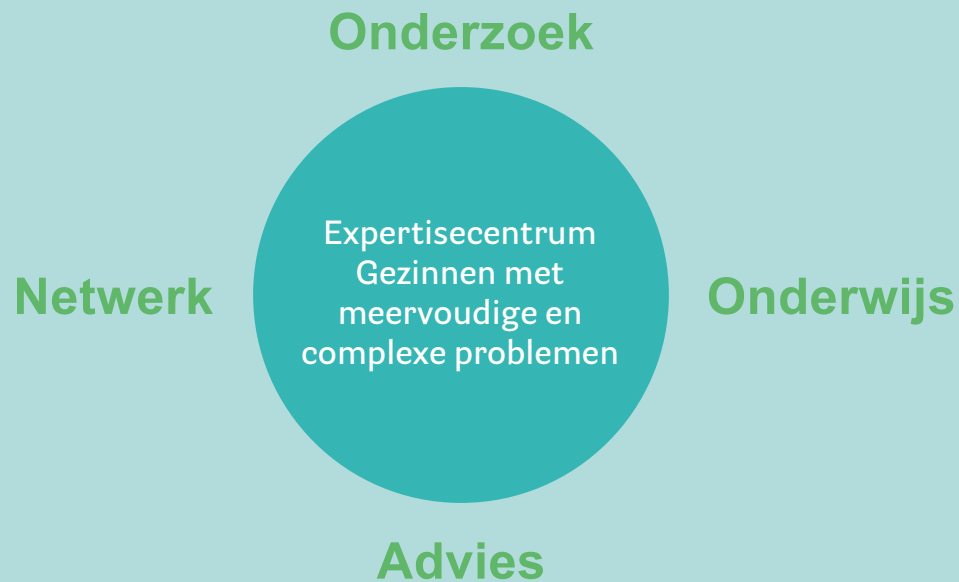 Onderzoek
Expertisecentrum
Gezinnen met
meervoudige en
complexe problemen
Netwerk
Onderwijs
Advies